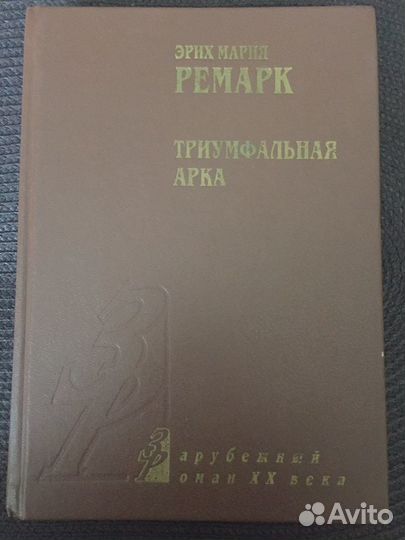 ЭРИХ МАРИЯ
РЕМАРК
ТРИУМФАЛЬНАЯ
АРКА
Зарубежный
Роман XX века
Avito